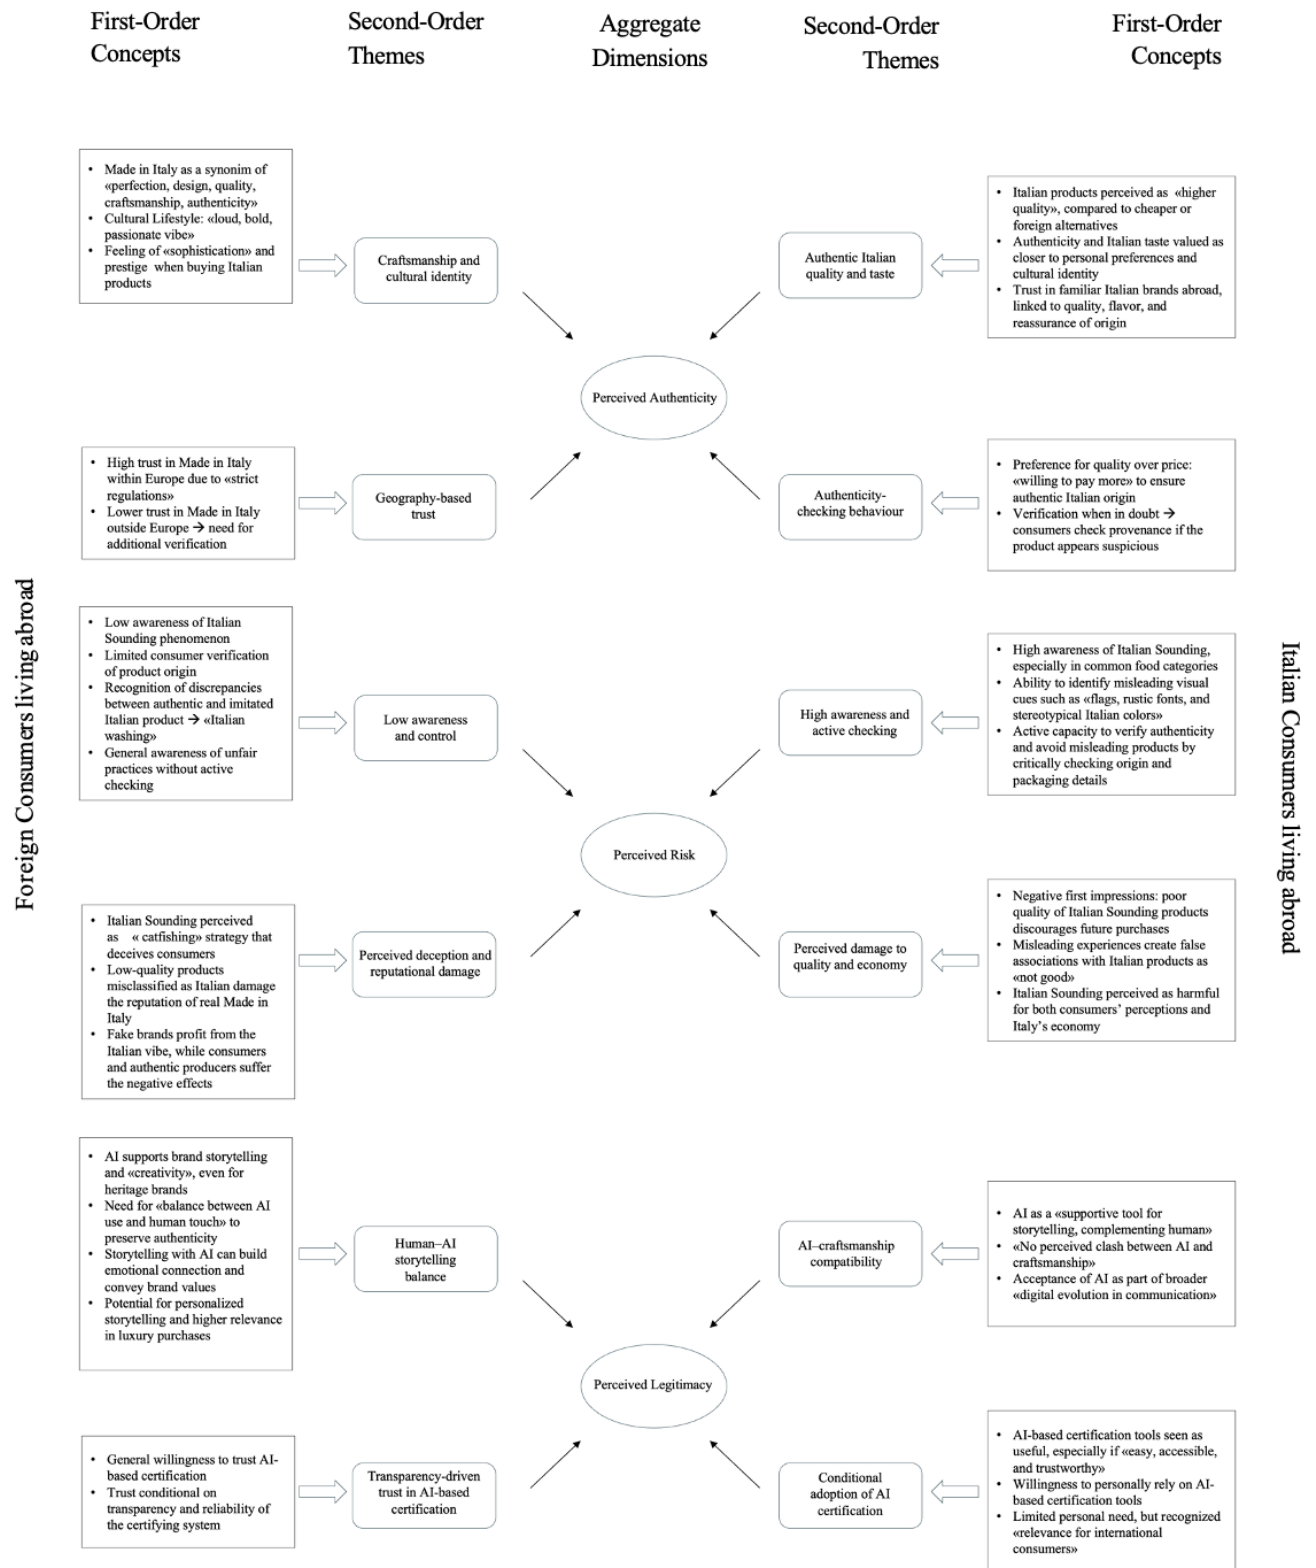 First-Order
Concepts
Second-Order
Themes
Aggregate
Dimensions
Second-Order
Themes
First-Order
Concepts
Foreign Consumers living abroad
• Made in Italy as a synonim of
«perfection, design, quality,
craftsmanship, authenticity»
• Cultural Lifestyle: «loud, bold,
passionate vibe»
• Feeling of «sophistication» and
prestige when buying Italian
products
Craftsmanship and
cultural identity
Authentic Italian
quality and taste
• Italian products perceived as «higher
quality», compared to cheaper or
foreign alternatives
• Authenticity and Italian taste valued as
closer to personal preferences and
cultural identity
• Trust in familiar Italian brands abroad,
linked to quality, flavor, and
reassurance of origin
Perceived Authenticity
• High trust in Made in Italy
within Europe due to «strict
regulations»
• Lower trust in Made in Italy
outside Europe → need for
additional verification
Geography-based
trust
Authenticity-
checking behaviour
• Preference for quality over price:
«willing to pay more» to ensure
authentic Italian origin
• Verification when in doubt →
consumers check provenance if the
product appears suspicious
• Low awareness of Italian
Sounding phenomenon
• Limited consumer verification
of product origin
• Recognition of discrepancies
between authentic and imitated
Italian product → «Italian
washing»
• General awareness of unfair
practices without active
checking
Low awareness
and control
High awareness and
active checking
• High awareness of Italian Sounding,
especially in common food categories
• Ability to identify misleading visual
cues such as «flags, rustic fonts, and
stereotypical Italian colors»
• Active capacity to verify authenticity
and avoid misleading products by
critically checking origin and
packaging details
Perceived Risk
• Italian Sounding perceived
as « catfishing» strategy that
deceives consumers
• Low-quality products
misclassified as Italian damage
the reputation of real Made in
Italy
• Fake brands profit from the
Italian vibe, while consumers
and authentic producers suffer
the negative effects
Perceived deception and
reputational damage
Perceived damage to
quality and economy
• Negative first impressions: poor
quality of Italian Sounding products
discourages future purchases
• Misleading experiences create false
associations with Italian products as
«not good»
• Italian Sounding perceived as harmful
for both consumers' perceptions and
Italy's economy
• AI supports brand storytelling
and «creativity», even for
heritage brands
• Need for «balance between AI
use and human touch» to
preserve authenticity
• Storytelling with AI can build
emotional connection and
convey brand values
• Potential for personalized
storytelling and higher relevance
in luxury purchases
Human–AI
storytelling
balance
AI–craftsmanship
compatibility
• AI as a «supportive tool for
storytelling, complementing human»
• «No perceived clash between AI and
craftsmanship»
• Acceptance of AI as part of broader
«digital evolution in communication»
Perceived Legitimacy
• General willingness to trust AI-
based certification
• Trust conditional on
transparency and reliability of
the certifying system
Transparency-driven
trust in AI-based
certification
Conditional
adoption of AI
certification
• AI-based certification tools seen as
useful, especially if «easy, accessible,
and trustworthy»
• Willingness to personally rely on AI-
based certification tools
• Limited personal need, but recognized
«relevance for international
consumers»
Italian Consumers living abroad